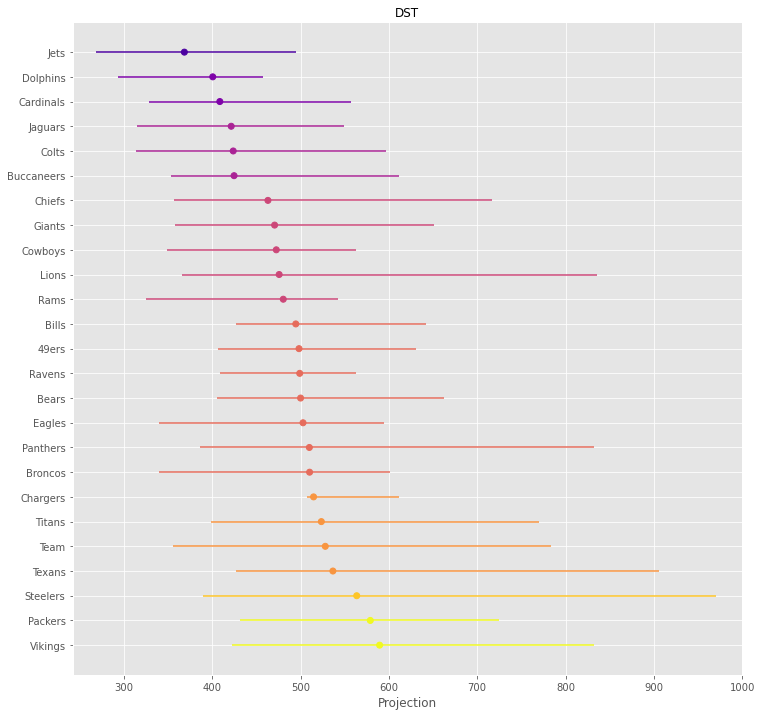 DST
Jets
Dolphins
Cardinals
Jaguars
Colts
Buccaneers
Chiefs
Giants
Cowboys
Lions
Rams
Bills
49ers
Ravens
Bears
Eagles
Panthers
Broncos
Chargers
Titans
Team
Texans
Steelers
Packers
Vikings
300 400 500 600 700 800 900 1000
Projection